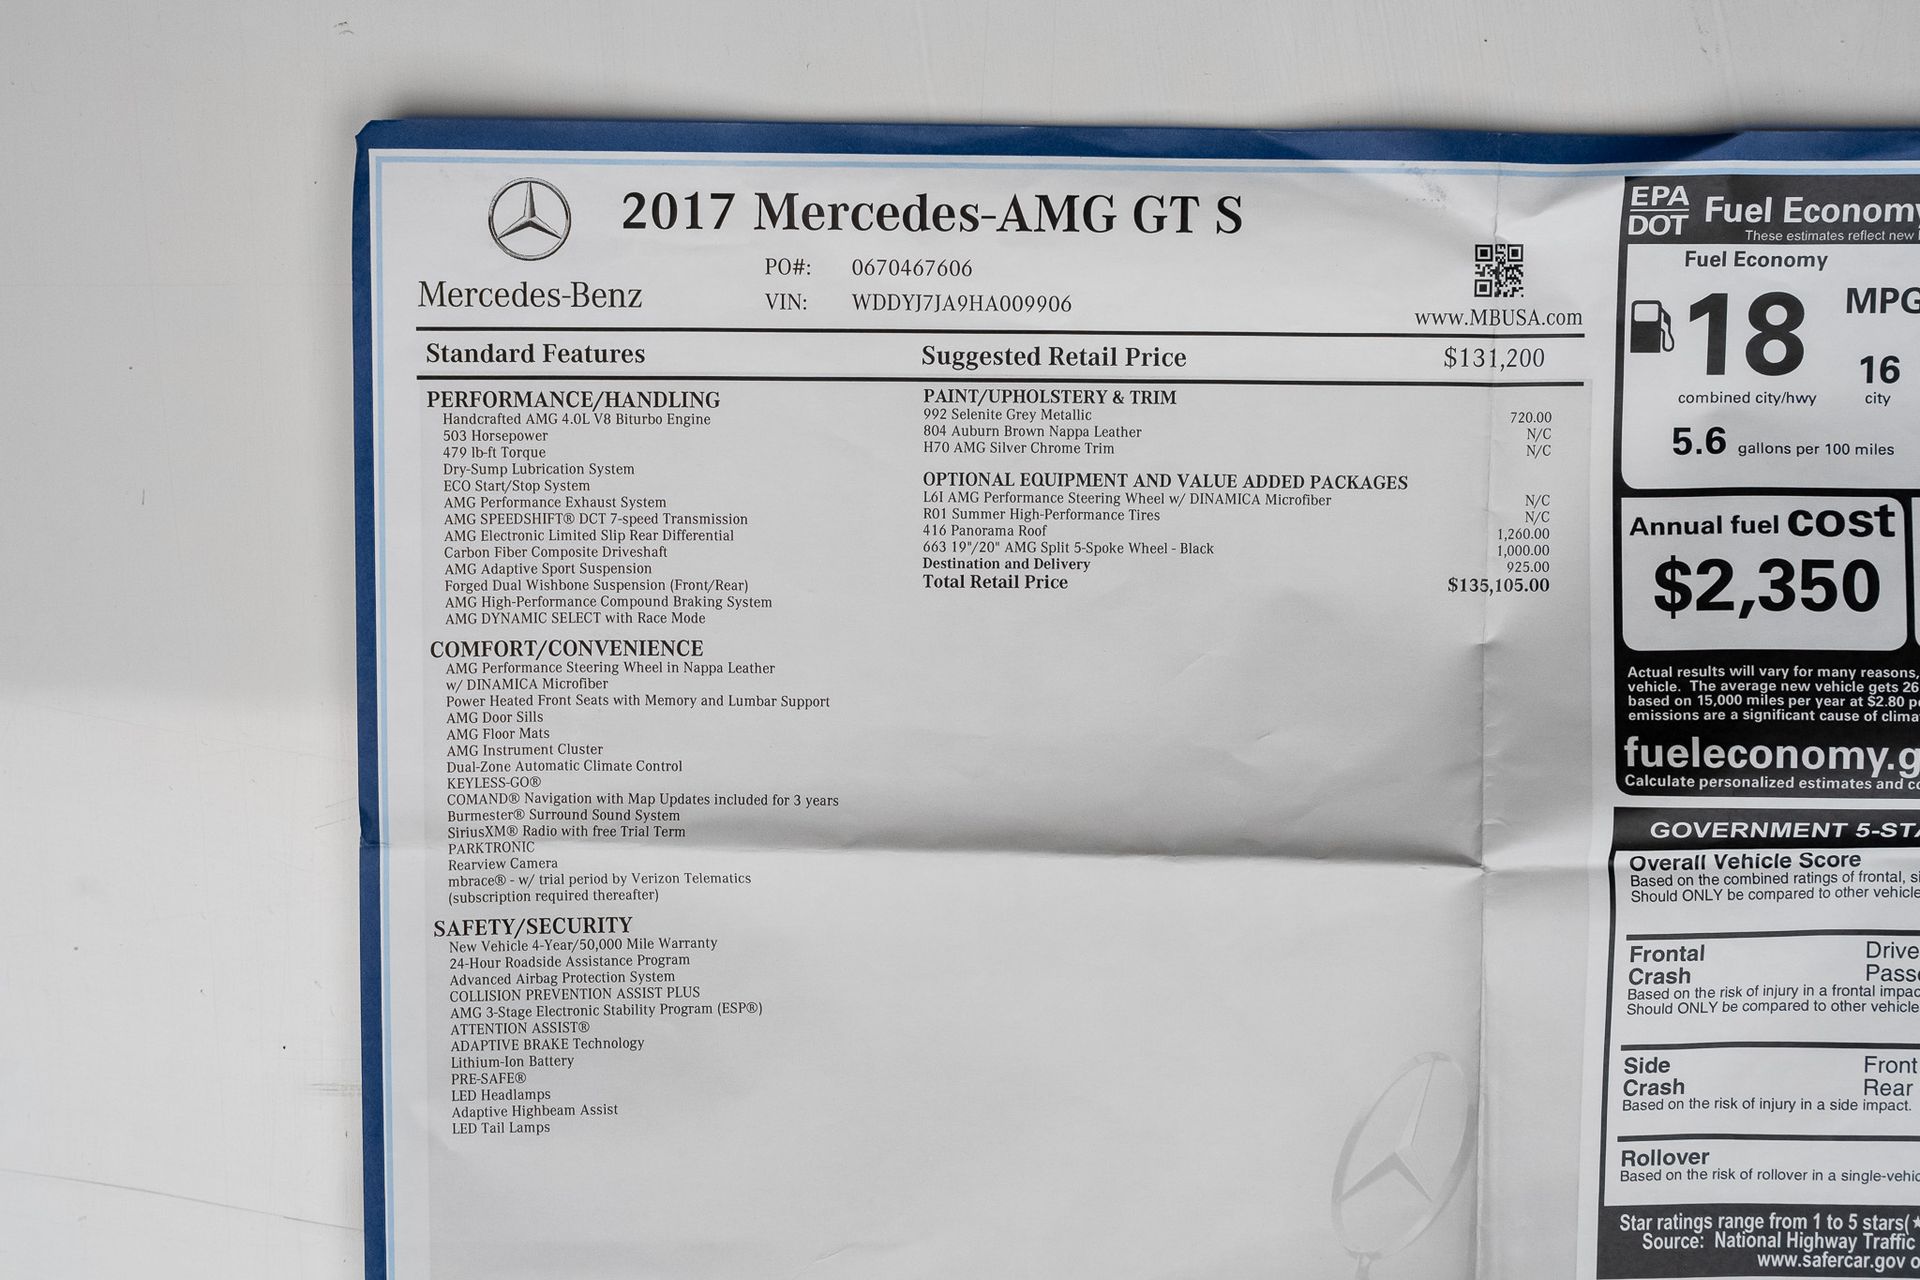 2017 Mercedes-AMG GT S
Mercedes-Benz
PO#: 0670467606
VIN: WDDYJ7JA9HA009906
www.MBUSA.com
Standard Features
Suggested Retail Price $131,200
PERFORMANCE/HANDLING
Handcrafted AMG 4.0L V8 Biturbo Engine
503 Horsepower
479 lb-ft Torque
Dry-Sump Lubrication System
ECO Start/Stop System
AMG Performance Exhaust System
AMG SPEEDSHIFT® DCT 7-speed Transmission
AMG Electronic Limited Slip Rear Differential
Carbon Fiber Composite Driveshaft
AMG Adaptive Sport Suspension
Forged Dual Wishbone Suspension (Front/Rear)
AMG High-Performance Compound Braking System
AMG DYNAMIC SELECT with Race Mode
COMFORT/CONVENIENCE
AMG Performance Steering Wheel in Nappa Leather
w/ DINAMICA Microfiber
Power Heated Front Seats with Memory and Lumbar Support
AMG Door Sills
AMG Floor Mats
AMG Instrument Cluster
Dual-Zone Automatic Climate Control
KEYLESS-GO®
COMAND® Navigation with Map Updates included for 3 years
Burmester® Surround Sound System
SiriusXM® Radio with free Trial Term
PARKTRONIC
Rearview Camera
mbrace® - w/ trial period by Verizon Telematics
(subscription required thereafter)
SAFETY/SECURITY
New Vehicle 4-Year/50,000 Mile Warranty
24-Hour Roadside Assistance Program
Advanced Airbag Protection System
COLLISION PREVENTION ASSIST PLUS
AMG 3-Stage Electronic Stability Program (ESP®)
ATTENTION ASSIST®
ADAPTIVE BRAKE Technology
Lithium-Ion Battery
PRE-SAFE®
LED Headlamps
Adaptive Highbeam Assist
LED Tail Lamps
PAINT/UPHOLSTERY & TRIM
992 Selenite Grey Metallic 720.00
804 Auburn Brown Nappa Leather N/C
H70 AMG Silver Chrome Trim N/C
OPTIONAL EQUIPMENT AND VALUE ADDED PACKAGES
L6I AMG Performance Steering Wheel w/ DINAMICA Microfiber N/C
R01 Summer High-Performance Tires N/C
416 Panorama Roof 1,260.00
663 19"/20" AMG Split 5-Spoke Wheel - Black 1,000.00
Destination and Delivery 925.00
Total Retail Price $135,105.00
EPA
DOT
Fuel Economy
These estimates reflect new
Fuel Economy
18 MPG
16
combined city/hwy city
5.6 gallons per 100 miles
Annual fuel cost
$2,350
Actual results will vary for many reasons,
vehicle. The average new vehicle gets 26
based on 15,000 miles per year at $2.80 p
emissions are a significant cause of clima
fueleconomy.g
Calculate personalized estimates and co
GOVERNMENT 5-STA
Overall Vehicle Score
Based on the combined ratings of frontal, si
Should ONLY be compared to other vehicle
Frontal Drive
Crash Passe
Based on the risk of injury in a frontal impac
Should ONLY be compared to other vehicle
Side Front
Crash Rear
Based on the risk of injury in a side impact.
Rollover
Based on the risk of rollover in a single-vehic
Star ratings range from 1 to 5 stars(★
Source: National Highway Traffic
www.safercar.gov o